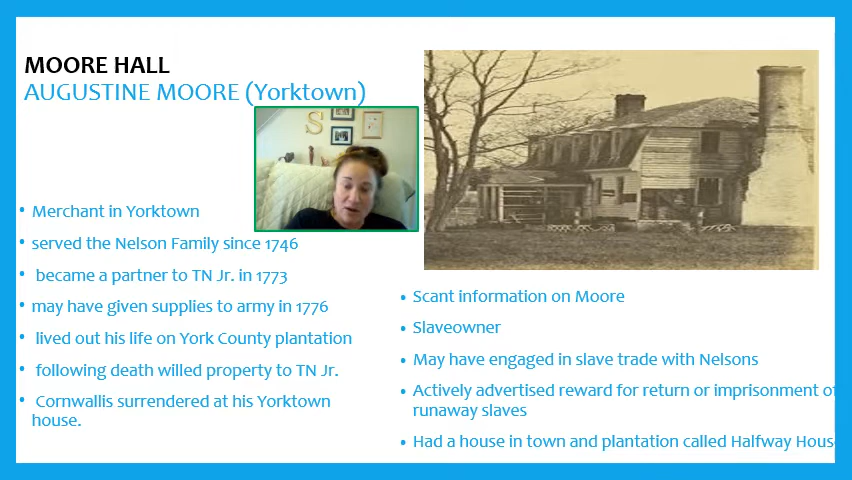 MOORE HALL
AUGUSTINE MOORE (Yorktown)
S
• Merchant in Yorktown
• served the Nelson Family since 1746
• became a partner to TN Jr. in 1773
• may have given supplies to army in 1776
• lived out his life on York County plantation
• following death willed property to TN Jr.
• Cornwallis surrendered at his Yorktown
house.
• Scant information on Moore
• Slaveowner
• May have engaged in slave trade with Nelsons
• Actively advertised reward for return or imprisonment of
runaway slaves
• Had a house in town and plantation called Halfway Hous